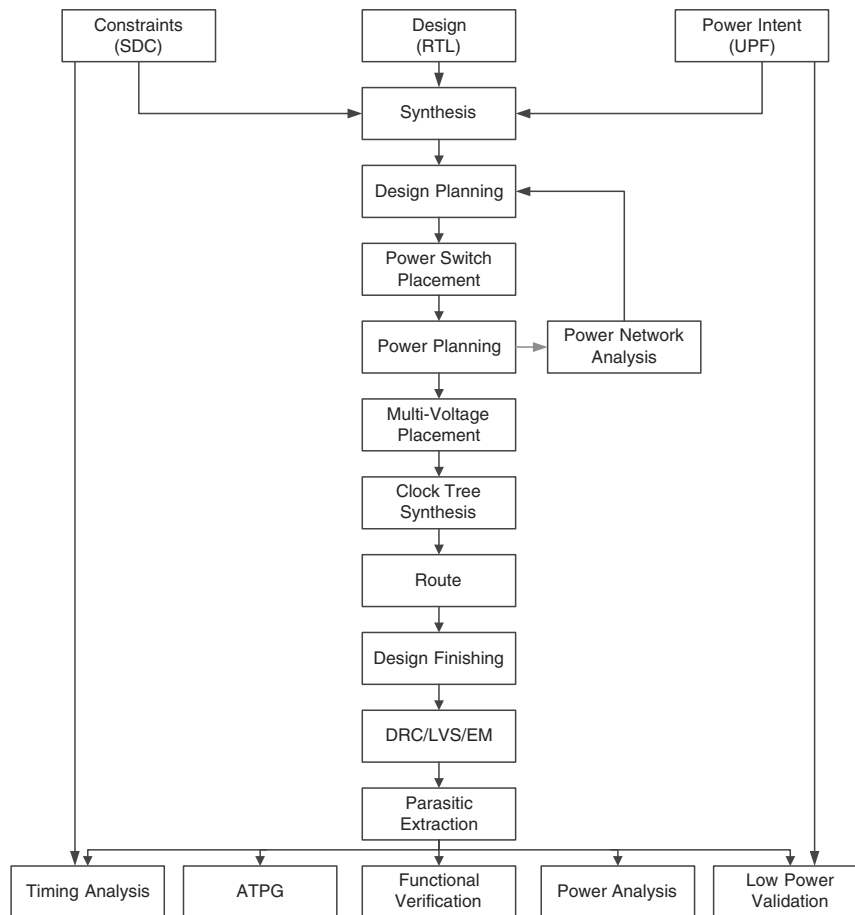 Constraints
(SDC)
Design
(RTL)
Power Intent
(UPF)
Synthesis
Design Planning
Power Switch
Placement
Power Planning
Power Network
Analysis
Multi-Voltage
Placement
Clock Tree
Synthesis
Route
Design Finishing
DRC/LVS/EM
Parasitic
Extraction
Timing Analysis
ATPG
Functional
Verification
Power Analysis
Low Power
Validation